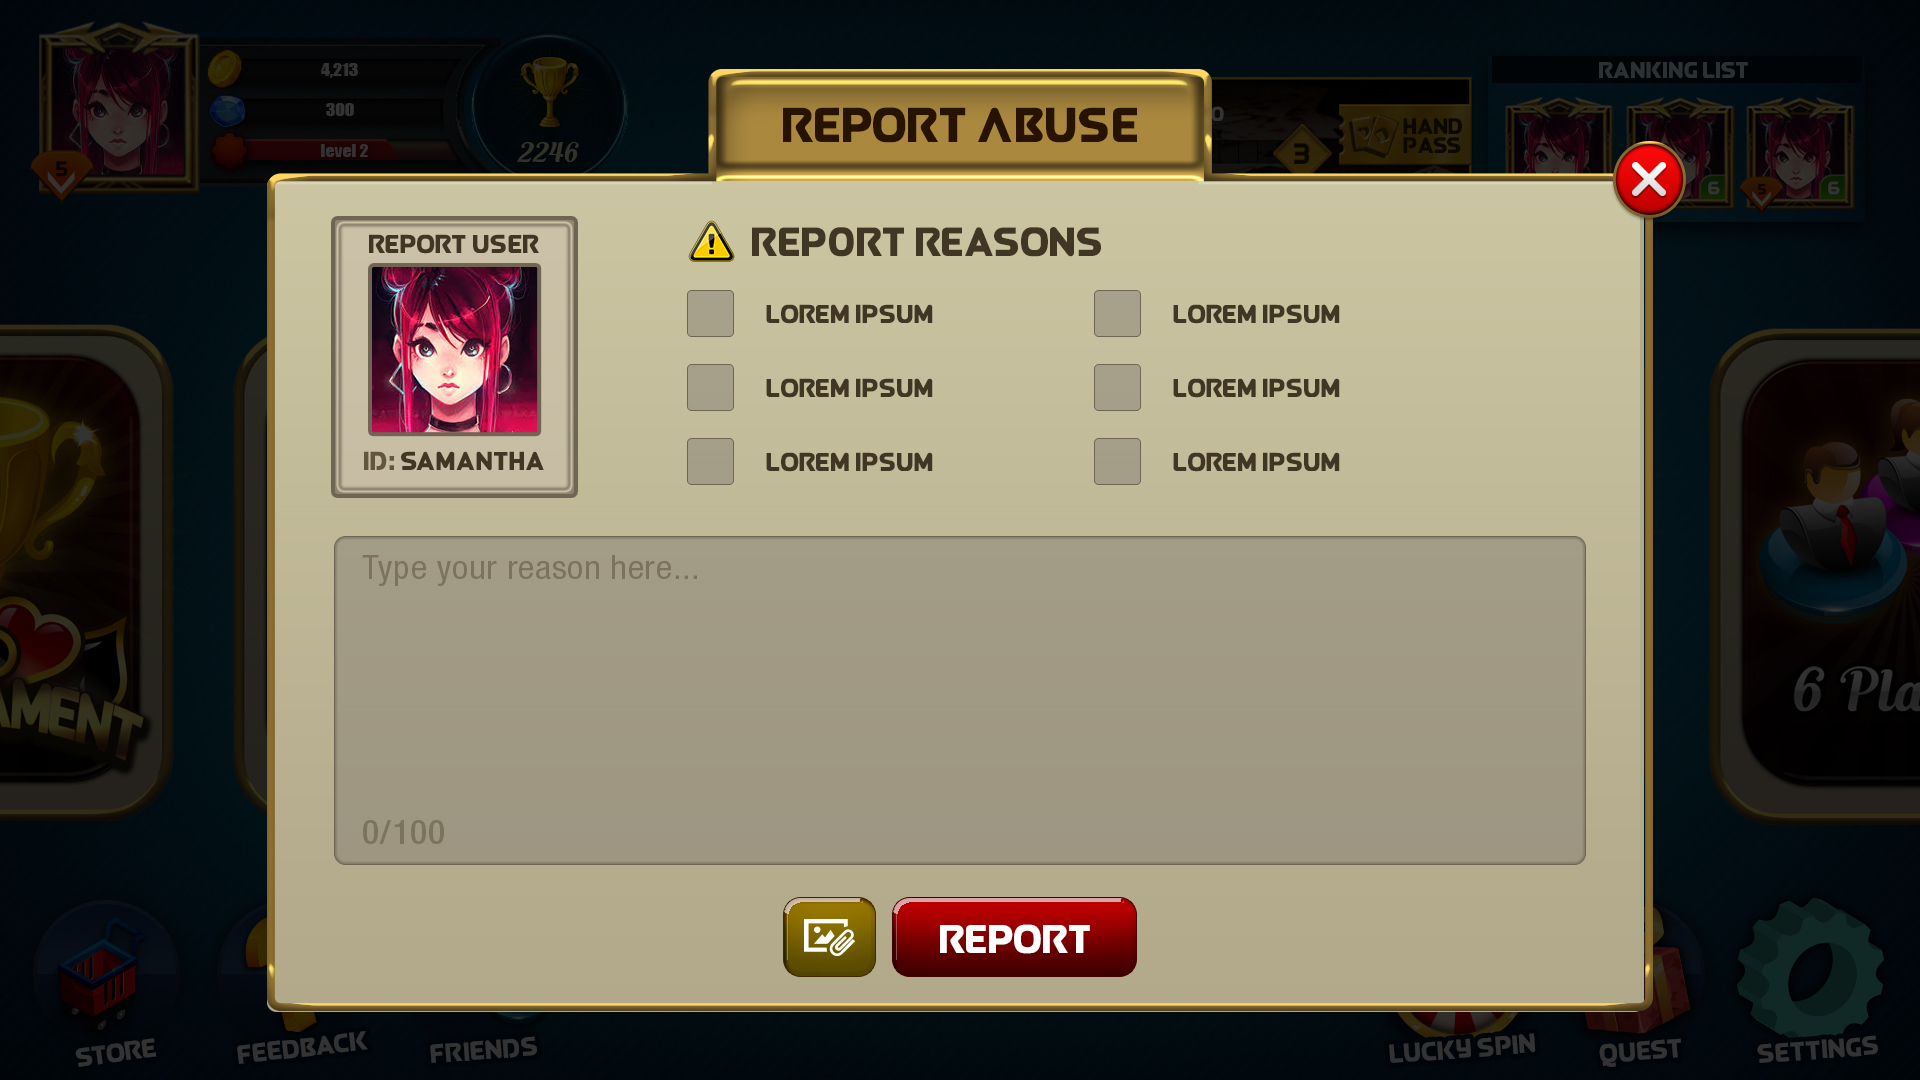 4,213
300
level 2
5
2246
REPORT ABUSE
0
3
HAND
PASS
RANKING LIST
6
5
6
REPORT USER
ID: SAMANTHA
REPORT REASONS
LOREM IPSUM
LOREM IPSUM
LOREM IPSUM
LOREM IPSUM
LOREM IPSUM
LOREM IPSUM
Type your reason here...
0/100
REPORT
AMENT
6 Pla
STORE
FEEDBACK
FRIENDS
LUCKY SPIN
QUEST
SETTINGS